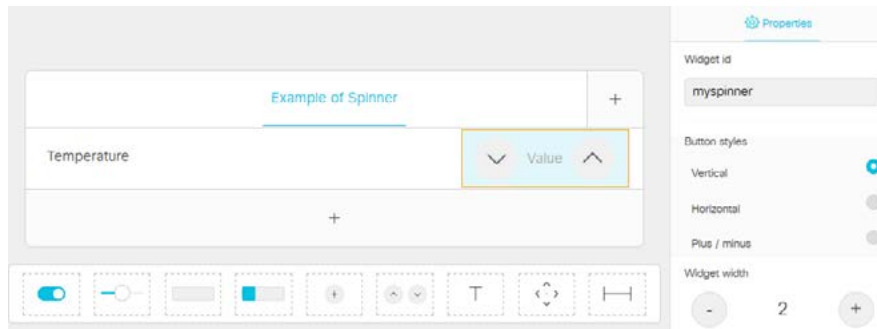 Properties
Widget id
myspinner
Example of Spinner
+
Temperature
Value
Button styles
Vertical
Horizontal
Plus / minus
+
Widget width
- 2 +
+
T